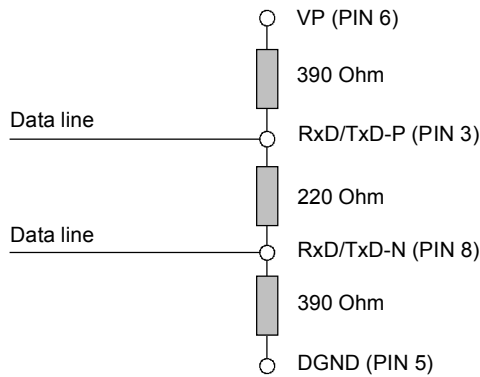 VP (PIN 6)
390 Ohm
Data line
RxD/TxD-P (PIN 3)
220 Ohm
Data line
RxD/TxD-N (PIN 8)
390 Ohm
DGND (PIN 5)